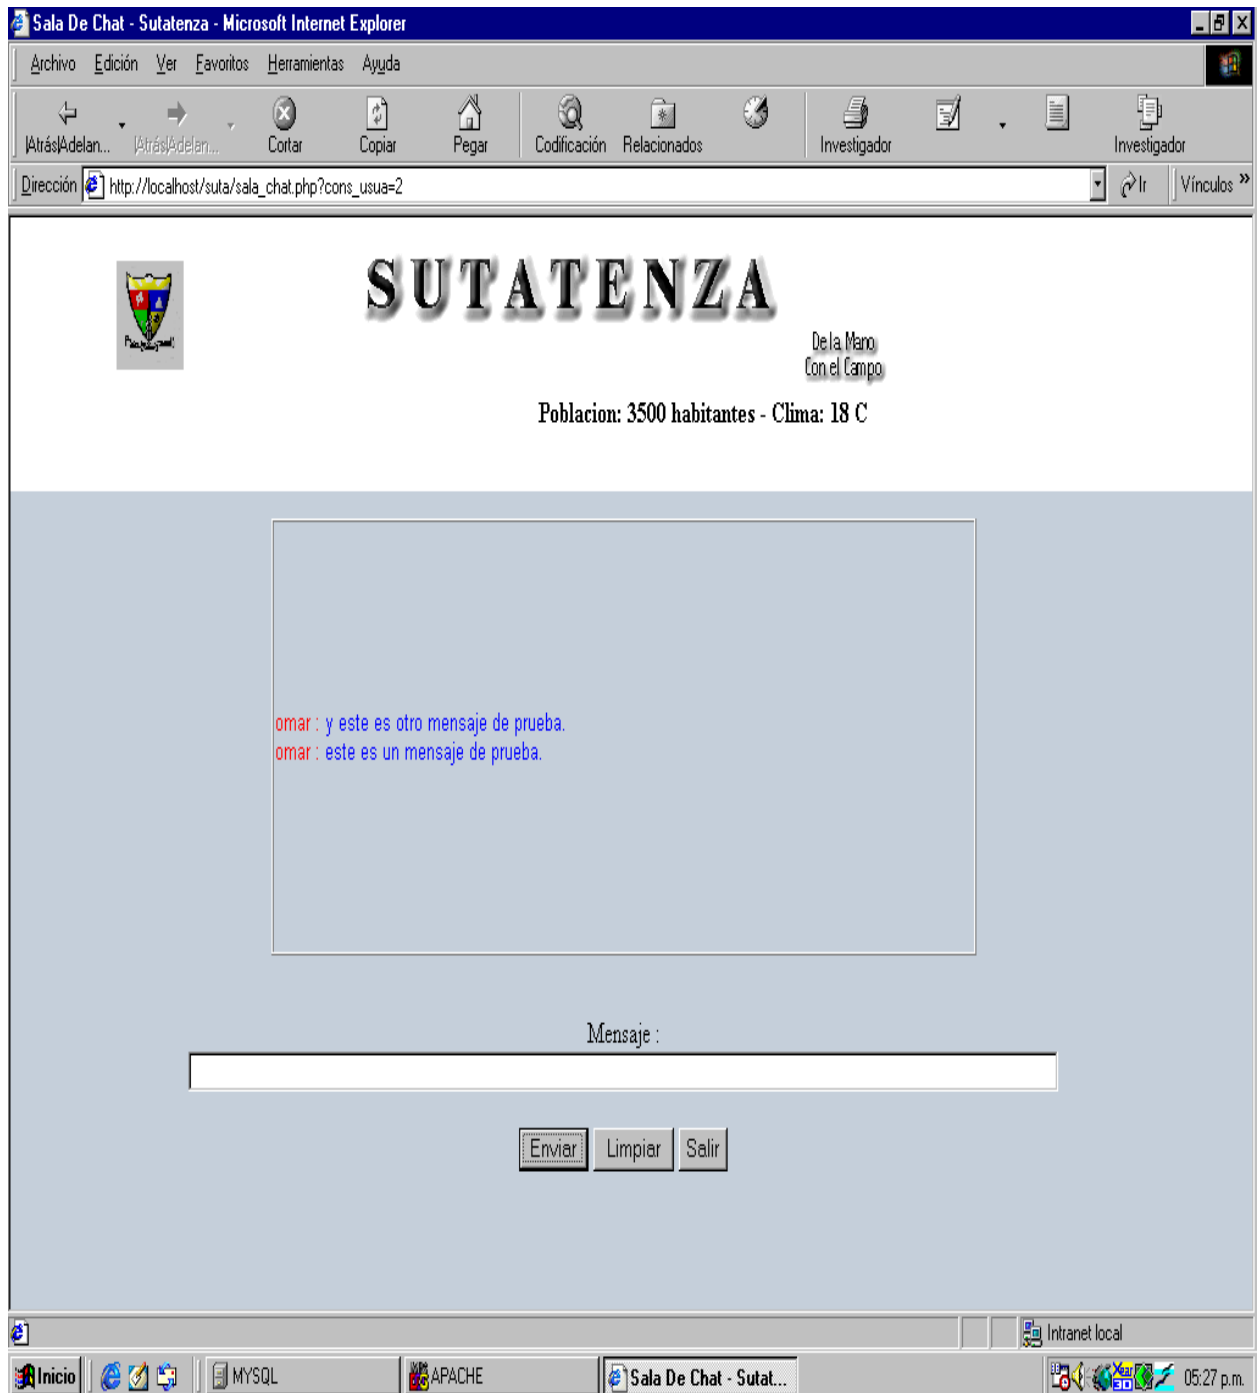 Sala De Chat - Sutatenza - Microsoft Internet Explorer
Archivo Edición Ver Favoritos Herramientas Ayuda
|Atrás|Adelan... |Atrás|Adelan... Cortar Copiar Pegar Codificación Relacionados Investigador Investigador
Dirección http://localhost/suta/sala_chat.php?cons_usua=2 Ir Vínculos »
SUTATENZA
De la Mano
Con el Campo
Poblacion: 3500 habitantes - Clima: 18 C
omar : y este es otro mensaje de prueba.
omar : este es un mensaje de prueba.
Mensaje :
Enviar Limpiar Salir
Intranet local
Inicio MYSQL APACHE Sala De Chat - Sutat... 05:27 p.m.